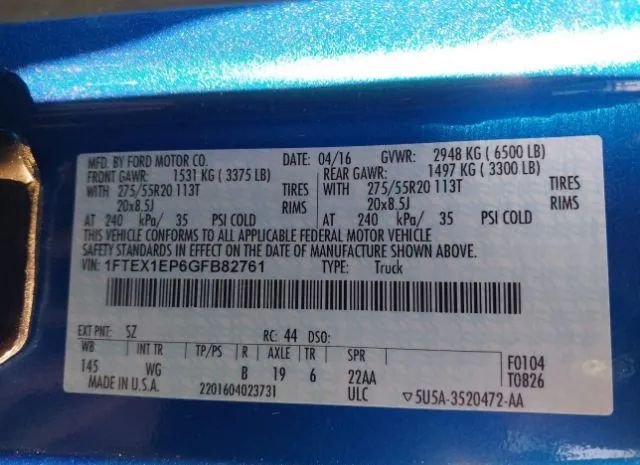 MFD. BY FORD MOTOR CO. DATE: 04/16 GVWR: 2948 KG ( 6500 LB)
FRONT GAWR: 1531 KG ( 3375 LB) REAR GAWR: 1497 KG ( 3300 LB)
WITH 275/55R20 113T TIRES WITH 275/55R20 113T TIRES
20x8.5J RIMS 20x8.5J RIMS
AT 240 kPa/ 35 PSI COLD AT 240 kPa/ 35 PSI COLD
THIS VEHICLE CONFORMS TO ALL APPLICABLE FEDERAL MOTOR VEHICLE
SAFETY STANDARDS IN EFFECT ON THE DATE OF MANUFACTURE SHOWN ABOVE.
VIN: 1FTEX1EP6GFB82761 TYPE: Truck
EXT PNT: SZ RC: 44 DSO:
WB INT TR TP/PS R AXLE TR SPR F0104
145 WG B 19 6 22AA T0826
MADE IN U.S.A. 2201604023731 ULC ▽5U5A-3520472-AA